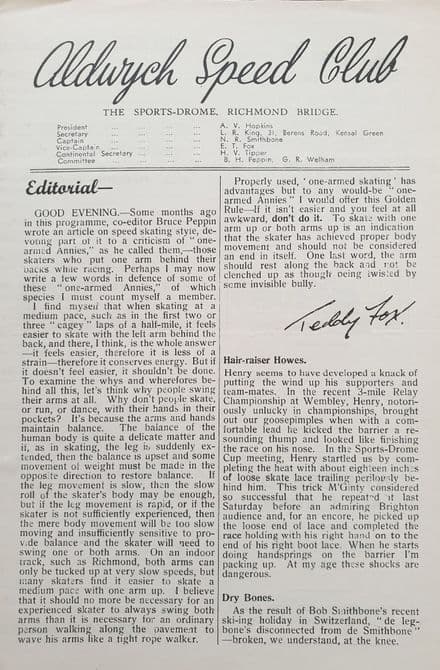 Aldwych Speed Club
THE SPORTS-DROME, RICHMOND BRIDGE.
President ... ... ... ... A. V. Hopkins
Secretary ... ... ... ... L. R. King, 31, Berens Road, Kensal Green
Captain ... ... ... ... N. R. Smithbone
Vice-Captain ... ... ... ... E. T. Fox
Continental Secretary ... ... ... H. V. Tipper
Committee ... ... ... ... B. H. Peppin, G. R. Welham
Editorial—
GOOD EVENING.—Some months ago
in this programme, co-editor Bruce Peppin
wrote an article on speed skating style, de-
voting part of it to a criticism of "one-
armed Annies," as he called them,—those
skaters who put one arm behind their
backs while racing. Perhaps I may now
write a few words in defence of some of
these "one-armed Annies," of which
species I must count myself a member.
I find myself that when skating at a
medium pace, such as in the first two or
three "cagey" laps of a half-mile, it feels
easier to skate with the left arm behind the
back, and there, I think, is the whole answer
—it feels easier, therefore it is less of a
strain—therefore it conserves energy. But if
it doesn't feel easier, it shouldn't be done.
To examine the whys and wherefores be-
hind all this, let's think why people swing
their arms at all. Why don't people skate,
or run, or dance, with their hands in their
pockets? It's because the arms and hands
maintain balance. The balance of the
human body is quite a delicate matter and
if, as in skating, the leg is suddenly ex-
tended, then the balance is upset and some
movement of weight must be made in the
opposite direction to restore balance. If
the leg movement is slow, then the slow
roll of the skater's body may be enough,
but if the leg movement is rapid, or if the
skater is not sufficiently experienced, then
the mere body movement will be too slow
moving and insufficiently sensitive to pro-
vide balance and the skater will need to
swing one or both arms. On an indoor
track, such as Richmond, both arms can
only be tucked up at very slow speeds, but
many skaters find it easier to skate a
medium pace with one arm up. I believe
that it should no more be necessary for an
experienced skater to always swing both
arms than it is necessary for an ordinary
person walking along the pavement to
wave his arms like a tight rope walker.
Properly used, 'one-armed skating' has
advantages but to any would-be "one-
armed Annies" I would offer this Golden
Rule—If it isn't easier and you feel at all
awkward, don't do it. To skate with one
arm up or both arms up is an indication
that the skater has achieved proper body
movement and should not be considered
an end in itself. One last word, the arm
should rest along the back and not be
clenched up as though being twisted by
some invisible bully.
Teddy Fox.
Hair-raiser Howes.
Henry seems to have developed a knack of
putting the wind up his supporters and
team-mates. In the recent 3-mile Relay
Championship at Wembley, Henry, notori-
ously unlucky in championships, brought
out our goosepimples when with a com-
fortable lead he kicked the barrier a re-
sounding thump and looked like finishing
the race on his nose. In the Sports-Drome
Cup meeting, Henry startled us by com-
pleting the heat with about eighteen inches
of loose skate lace trailing perilously be-
hind him. This trick M'Ginty considered
so successful that he repeated it last
Saturday before an admiring Brighton
audience and, for an encore, he picked up
the loose end of lace and completed the
race holding with his right hand on to the
end of his right boot lace. When he starts
doing handsprings on the barrier I'm
packing up. At my age these shocks are
dangerous.
Dry Bones.
As the result of Bob Smithbone's recent
ski-ing holiday in Switzerland, "de leg-
bone's disconnected from de Smithbone"
—broken, we understand, at the knee.